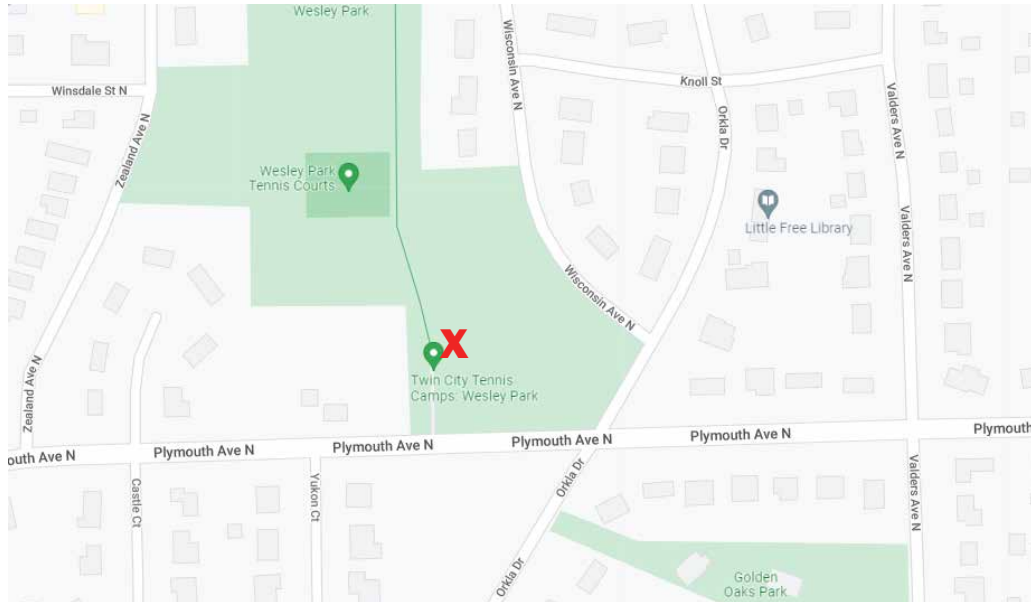 Wesley Park
Wisconsin Ave N
Winsdale St N
Knoll St
Zealand Ave N
Orkla Dr
Valders Ave N
Wesley Park
Tennis Courts
Little Free Library
Valders Ave N
Wisconsin Ave N
X
Twin City Tennis
Camps: Wesley Park
Zealand Ave N
outh Ave N
Plymouth Ave N
Plymouth Ave N
Plymouth Ave N
Plymouth Ave N
Plymouth
Castle Ct
Yukon Ct
Orkla Dr
Valders Ave N
Orkla Dr
Golden
Oaks Park